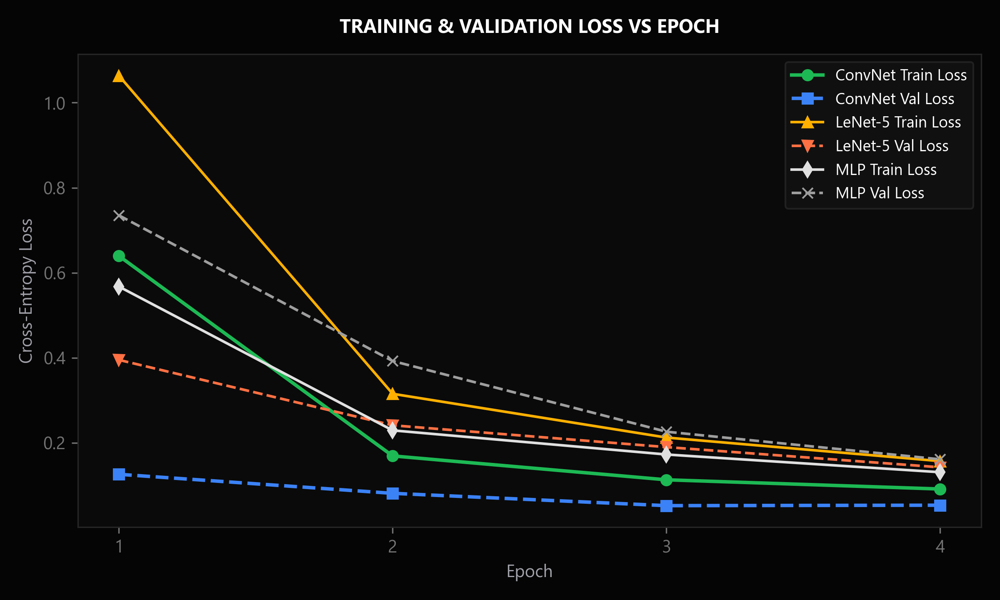 TRAINING & VALIDATION LOSS VS EPOCH
ConvNet Train Loss
ConvNet Val Loss
LeNet-5 Train Loss
LeNet-5 Val Loss
MLP Train Loss
MLP Val Loss
Cross-Entropy Loss
1.0
0.8
0.6
0.4
0.2
1 2 3 4
Epoch